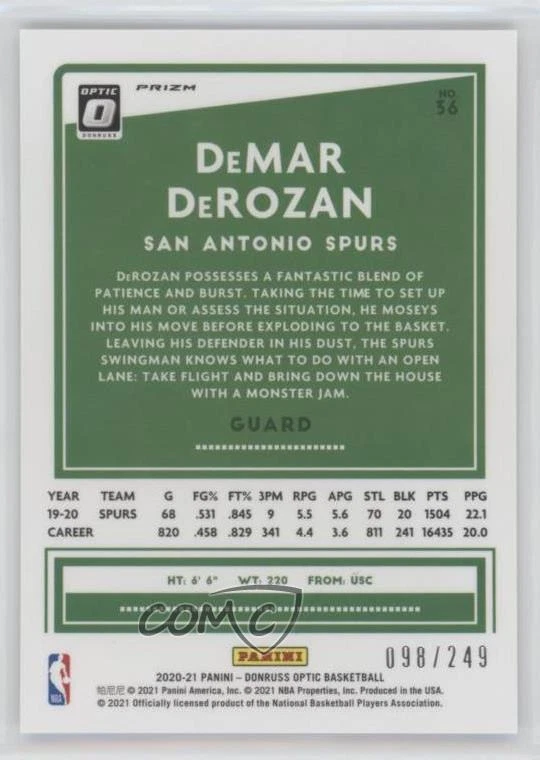 OPTIC
DONRUSS
PRIZM
NO.
36
DeMAR
DeROZAN
SAN ANTONIO SPURS
DeROZAN POSSESSES A FANTASTIC BLEND OF
PATIENCE AND BURST. TAKING THE TIME TO SET UP
HIS MAN OR ASSESS THE SITUATION, HE MOSEYS
INTO HIS MOVE BEFORE EXPLODING TO THE BASKET.
LEAVING HIS DEFENDER IN HIS DUST, THE SPURS
SWINGMAN KNOWS WHAT TO DO WITH AN OPEN
LANE: TAKE FLIGHT AND BRING DOWN THE HOUSE
WITH A MONSTER JAM.
GUARD
YEAR TEAM G FG% FT% 3PM RPG APG STL BLK PTS PPG
19-20 SPURS 68 .531 .845 9 5.5 5.6 70 20 1504 22.1
CAREER 820 .458 .829 341 4.4 3.6 811 241 16435 20.0
HT: 6' 6" WT: 220 FROM: USC
COMC
PANINI
098/249
NBA
2020-21 PANINI – DONRUSS OPTIC BASKETBALL
帕尼尼 © 2021 Panini America, Inc. © 2021 NBA Properties, Inc. Produced in the USA.
© 2021 Officially licensed product of the National Basketball Players Association.